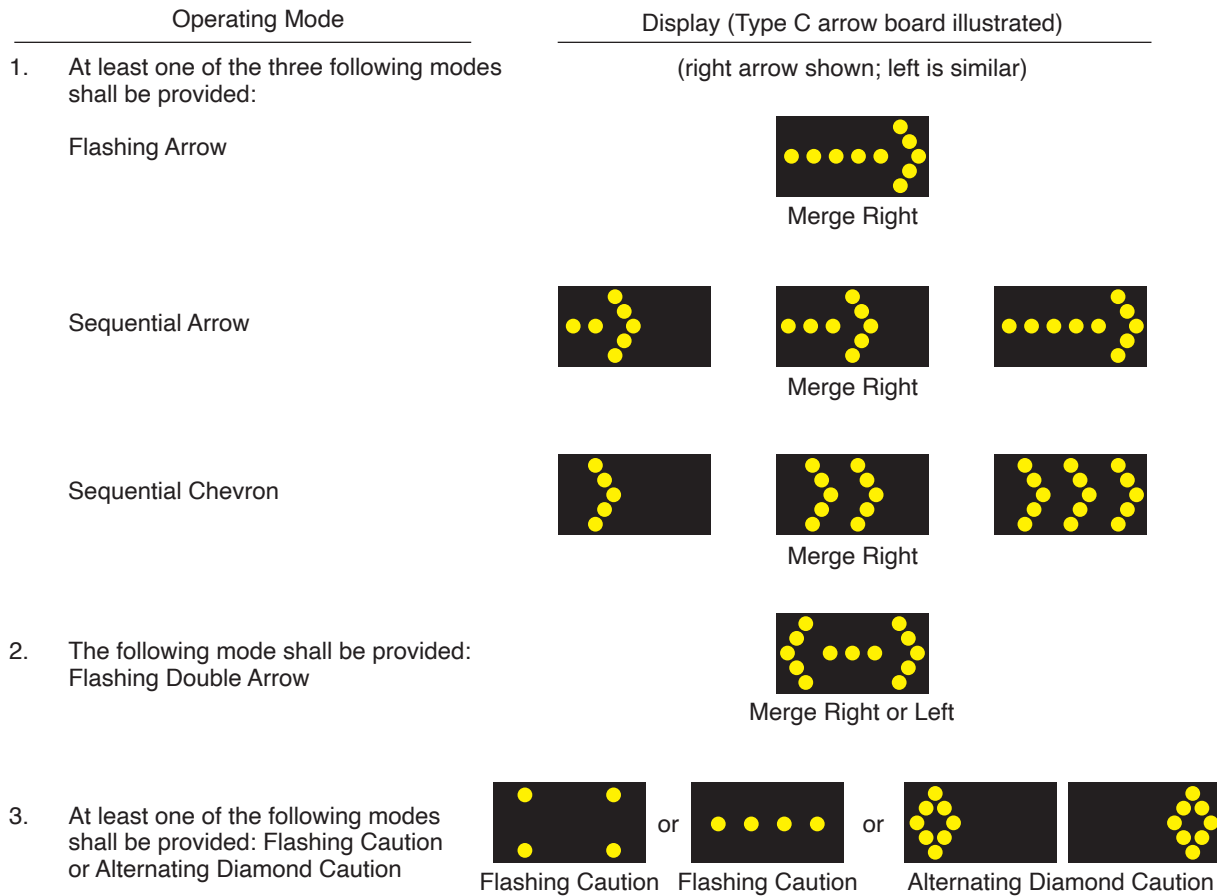 Operating Mode
Display (Type C arrow board illustrated)
1. At least one of the three following modes
shall be provided:
(right arrow shown; left is similar)
Flashing Arrow
Merge Right
Sequential Arrow
Merge Right
Sequential Chevron
Merge Right
2. The following mode shall be provided:
Flashing Double Arrow
Merge Right or Left
3. At least one of the following modes
shall be provided: Flashing Caution
or Alternating Diamond Caution
or
or
Flashing Caution
Flashing Caution
Alternating Diamond Caution